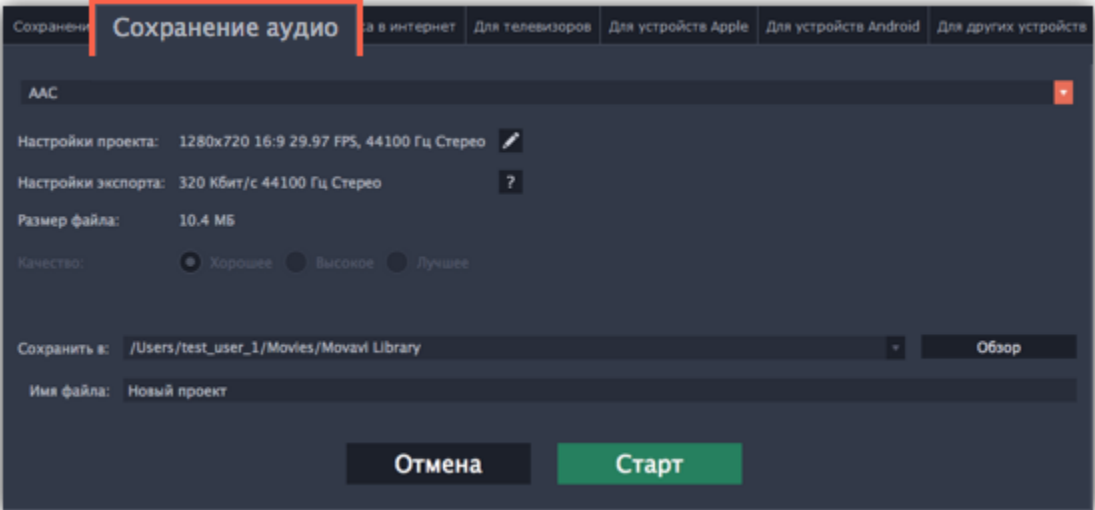 Сохранение аудио
в интернет
Для телевизоров
Для устройств Apple
Для устройств Android
Для других устройств
AAC
Настройки проекта: 1280x720 16:9 29.97 FPS, 44100 Гц Стерео
Настройки экспорта: 320 Кбит/с 44100 Гц Стерео ?
Размер файла: 10.4 МБ
Качество: Хорошее Высокое Лучшее
Сохранить в: /Users/test_user_1/Movies/Movavi Library Обзор
Имя файла: Новый проект
Отмена Старт